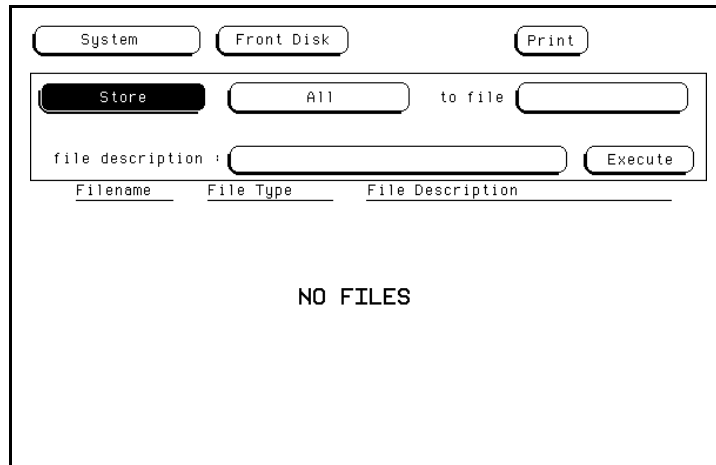 System Front Disk Print
Store All to file
file description : Execute
Filename File Type File Description
NO FILES